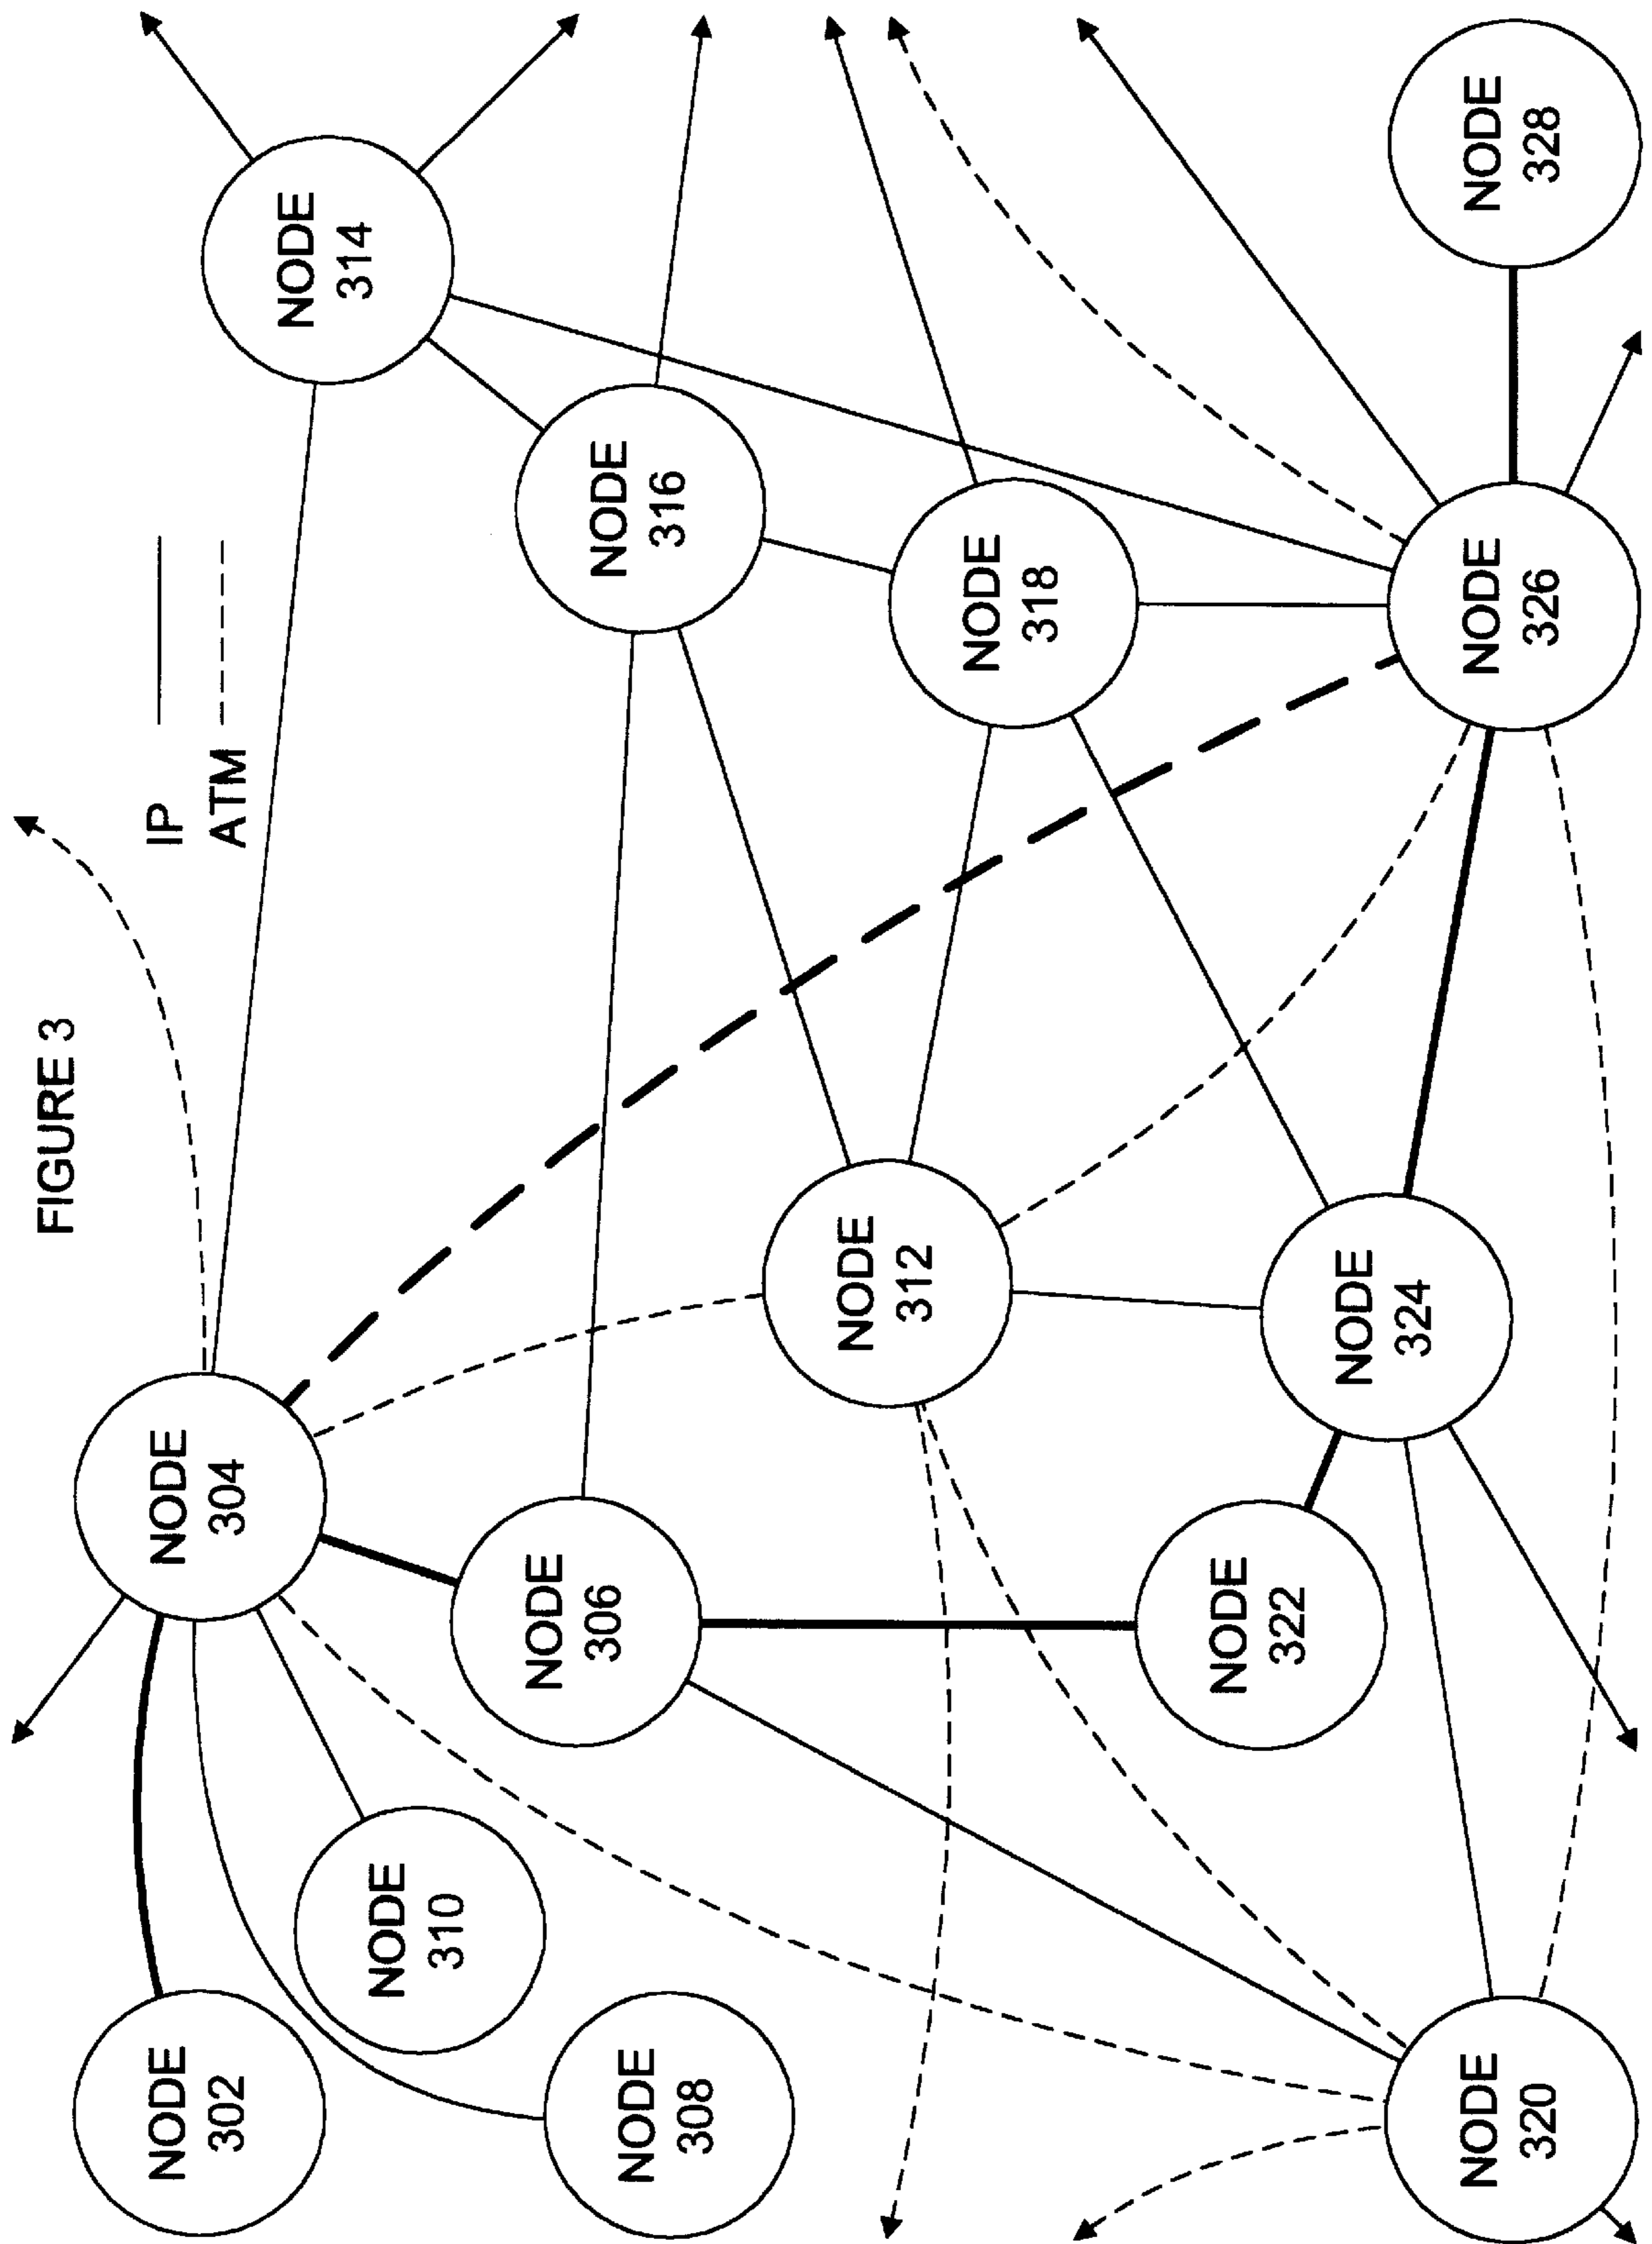 FIGURE 3
IP
ATM
NODE
302
NODE
304
NODE
314
NODE
310
NODE
306
NODE
316
NODE
308
NODE
312
NODE
318
NODE
322
NODE
324
NODE
320
NODE
326
NODE
328